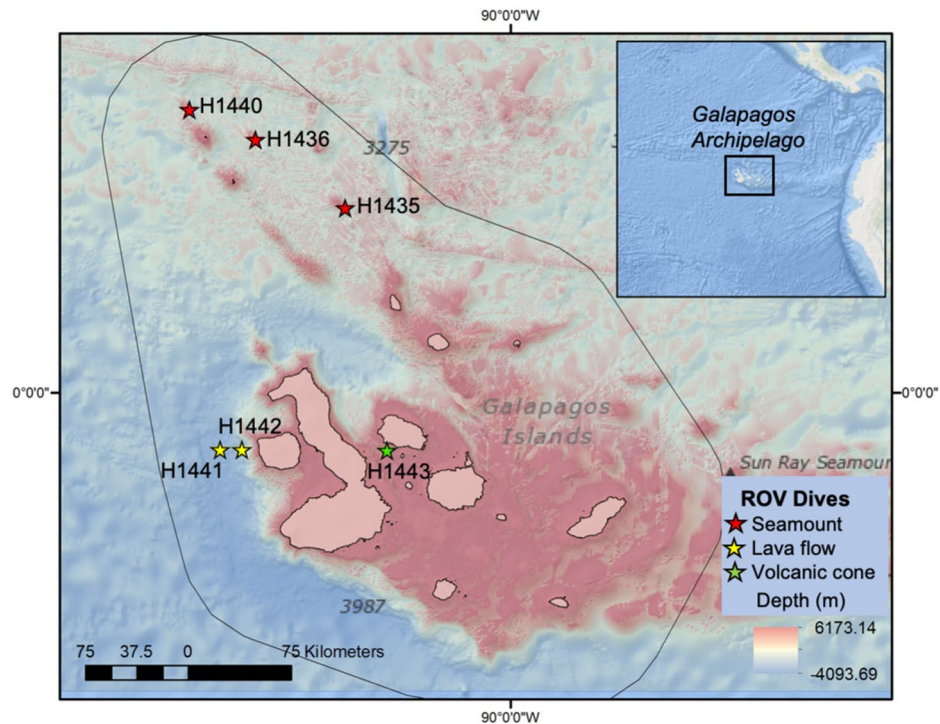 90°0'0"W
Galapagos
Archipelago
H1440
H1436
3275
H1435
0°0'0"
0°0'0"
Galapagos
Islands
H1442
H1441
H1443
Sun Ray Seamour
ROV Dives
Seamount
Lava flow
Volcanic cone
Depth (m)
6173.14
-4093.69
3987
75 37.5 0 75 Kilometers
90°0'0"W